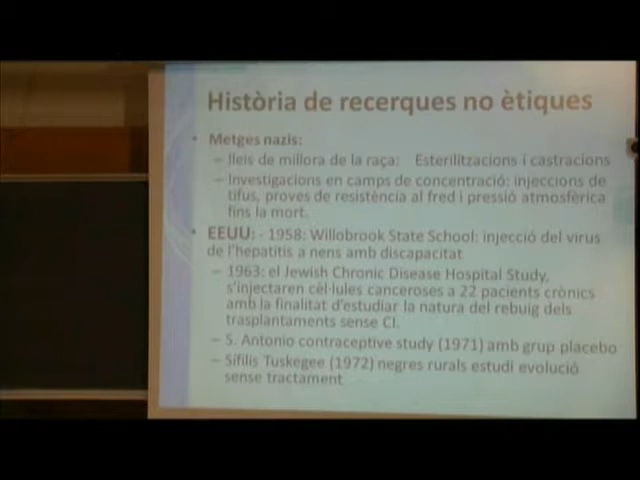 Història de recerques no ètiques
• Metges nazis:
– lleis de millora de la raça: Esterilitzacions i castracions
– Investigacions en camps de concentració: injeccions de
tifus, proves de resistència al fred i pressió atmosfèrica
fins la mort.
• EEUU: - 1958: Willobrook State School: injecció del virus
de l'hepatitis a nens amb discapacitat
– 1963: el Jewish Chronic Disease Hospital Study,
s'injectaren cèl·lules canceroses a 22 pacients crònics
amb la finalitat d'estudiar la natura del rebuig dels
trasplantaments sense CI.
– S. Antonio contraceptive study (1971) amb grup placebo
– Sífilis Tuskegee (1972) negres rurals estudi evolució
sense tractament